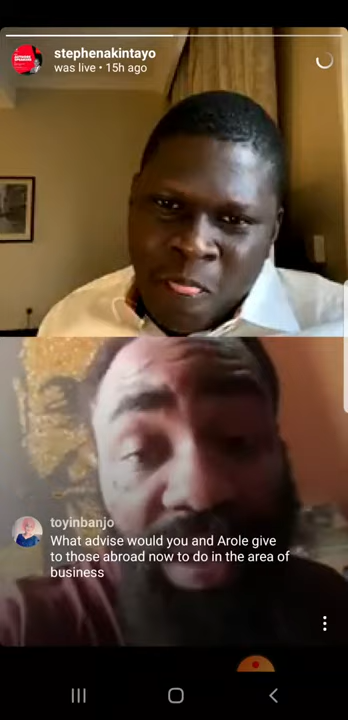 stephenakintayo
was live • 15h ago
toyinbanjo
What advise would you and Arole give
to those abroad now to do in the area of
business